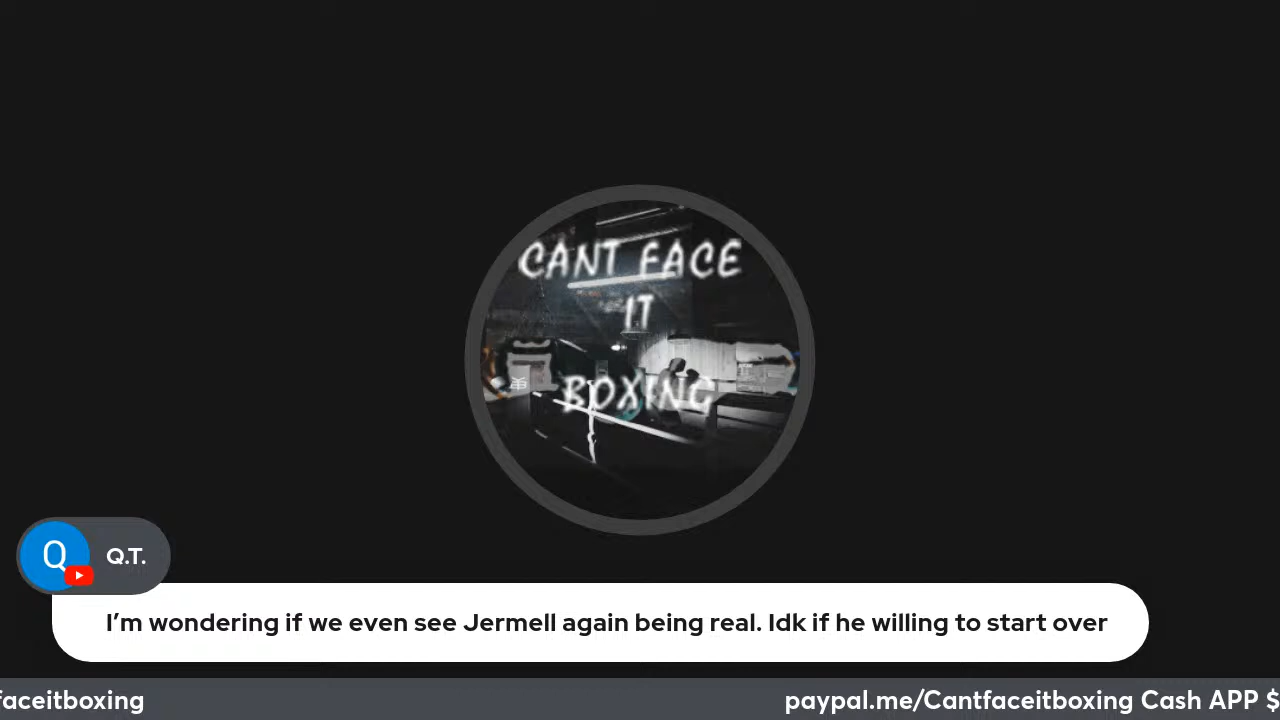 CANT FACE
IT
BOXING
Q
Q.T.
I'm wondering if we even see Jermell again being real. Idk if he willing to start over
faceitboxing paypal.me/Cantfaceitboxing Cash APP $